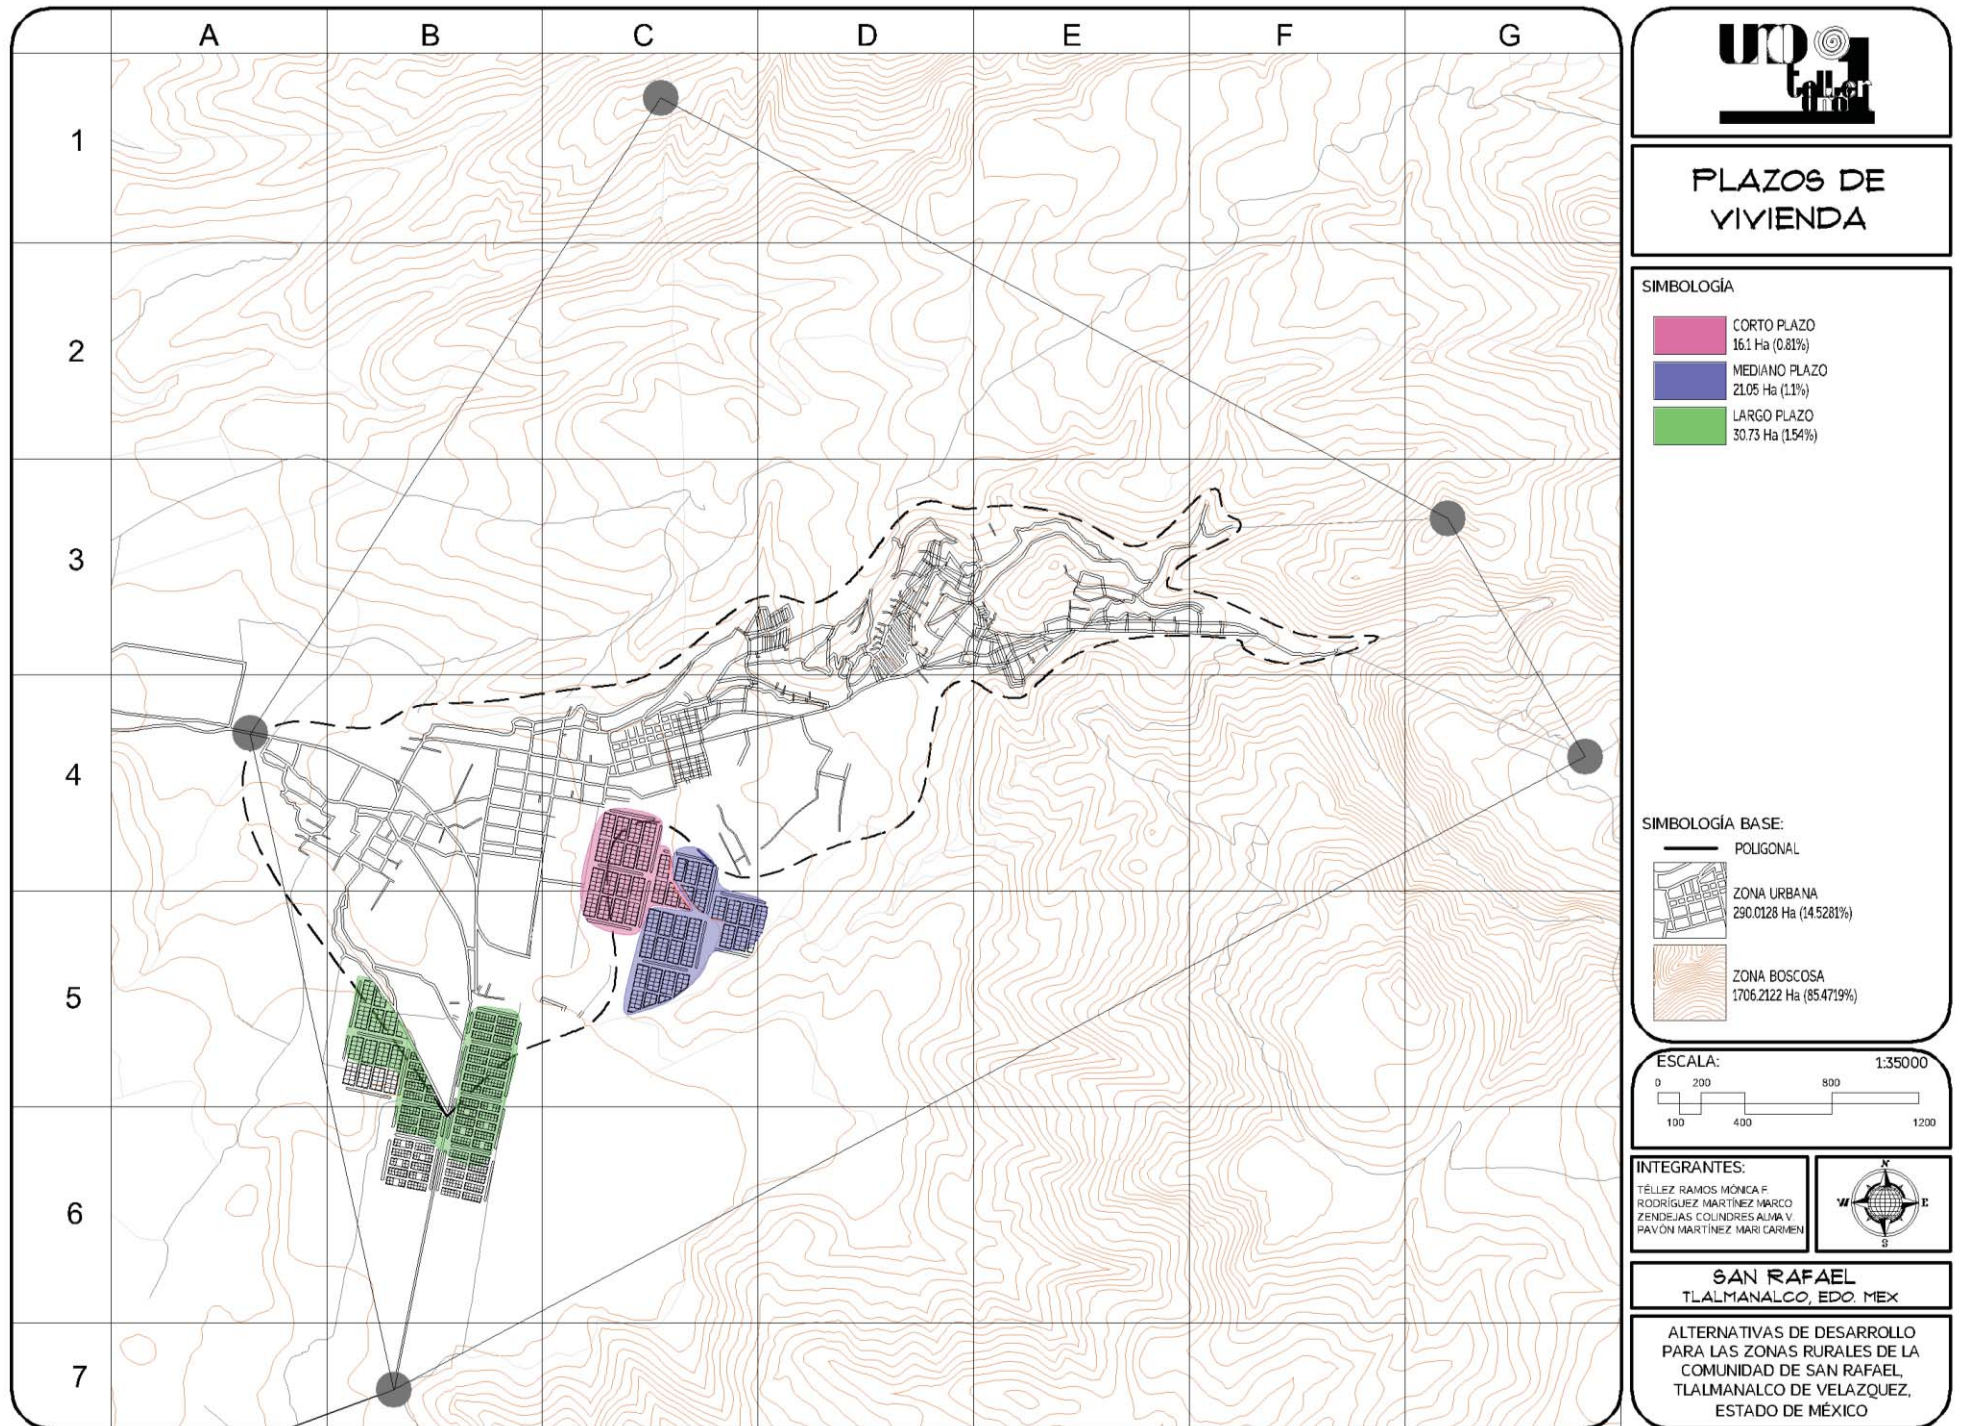 A B C D E F G
1
2
3
4
5
6
7
uno
taller
uno
1
PLAZOS DE
VIVIENDA
SIMBOLOGÍA
CORTO PLAZO
16.1 Ha (0.81%)
MEDIANO PLAZO
21.05 Ha (1.1%)
LARGO PLAZO
30.73 Ha (1.54%)
SIMBOLOGÍA BASE:
POLIGONAL
ZONA URBANA
290.0128 Ha (14.5281%)
ZONA BOSCOSA
1706.2122 Ha (85.4719%)
ESCALA: 1:35000
0 200 800
100 400 1200
INTEGRANTES:
TÉLLEZ RAMOS MÓNICA F.
RODRÍGUEZ MARTÍNEZ MARCO
ZENDEJAS COLINDRES ALMA V.
PAVÓN MARTÍNEZ MARI CARMEN
N
W E
S
SAN RAFAEL
TLALMANALCO, EDO. MEX
ALTERNATIVAS DE DESARROLLO
PARA LAS ZONAS RURALES DE LA
COMUNIDAD DE SAN RAFAEL,
TLALMANALCO DE VELAZQUEZ,
ESTADO DE MÉXICO